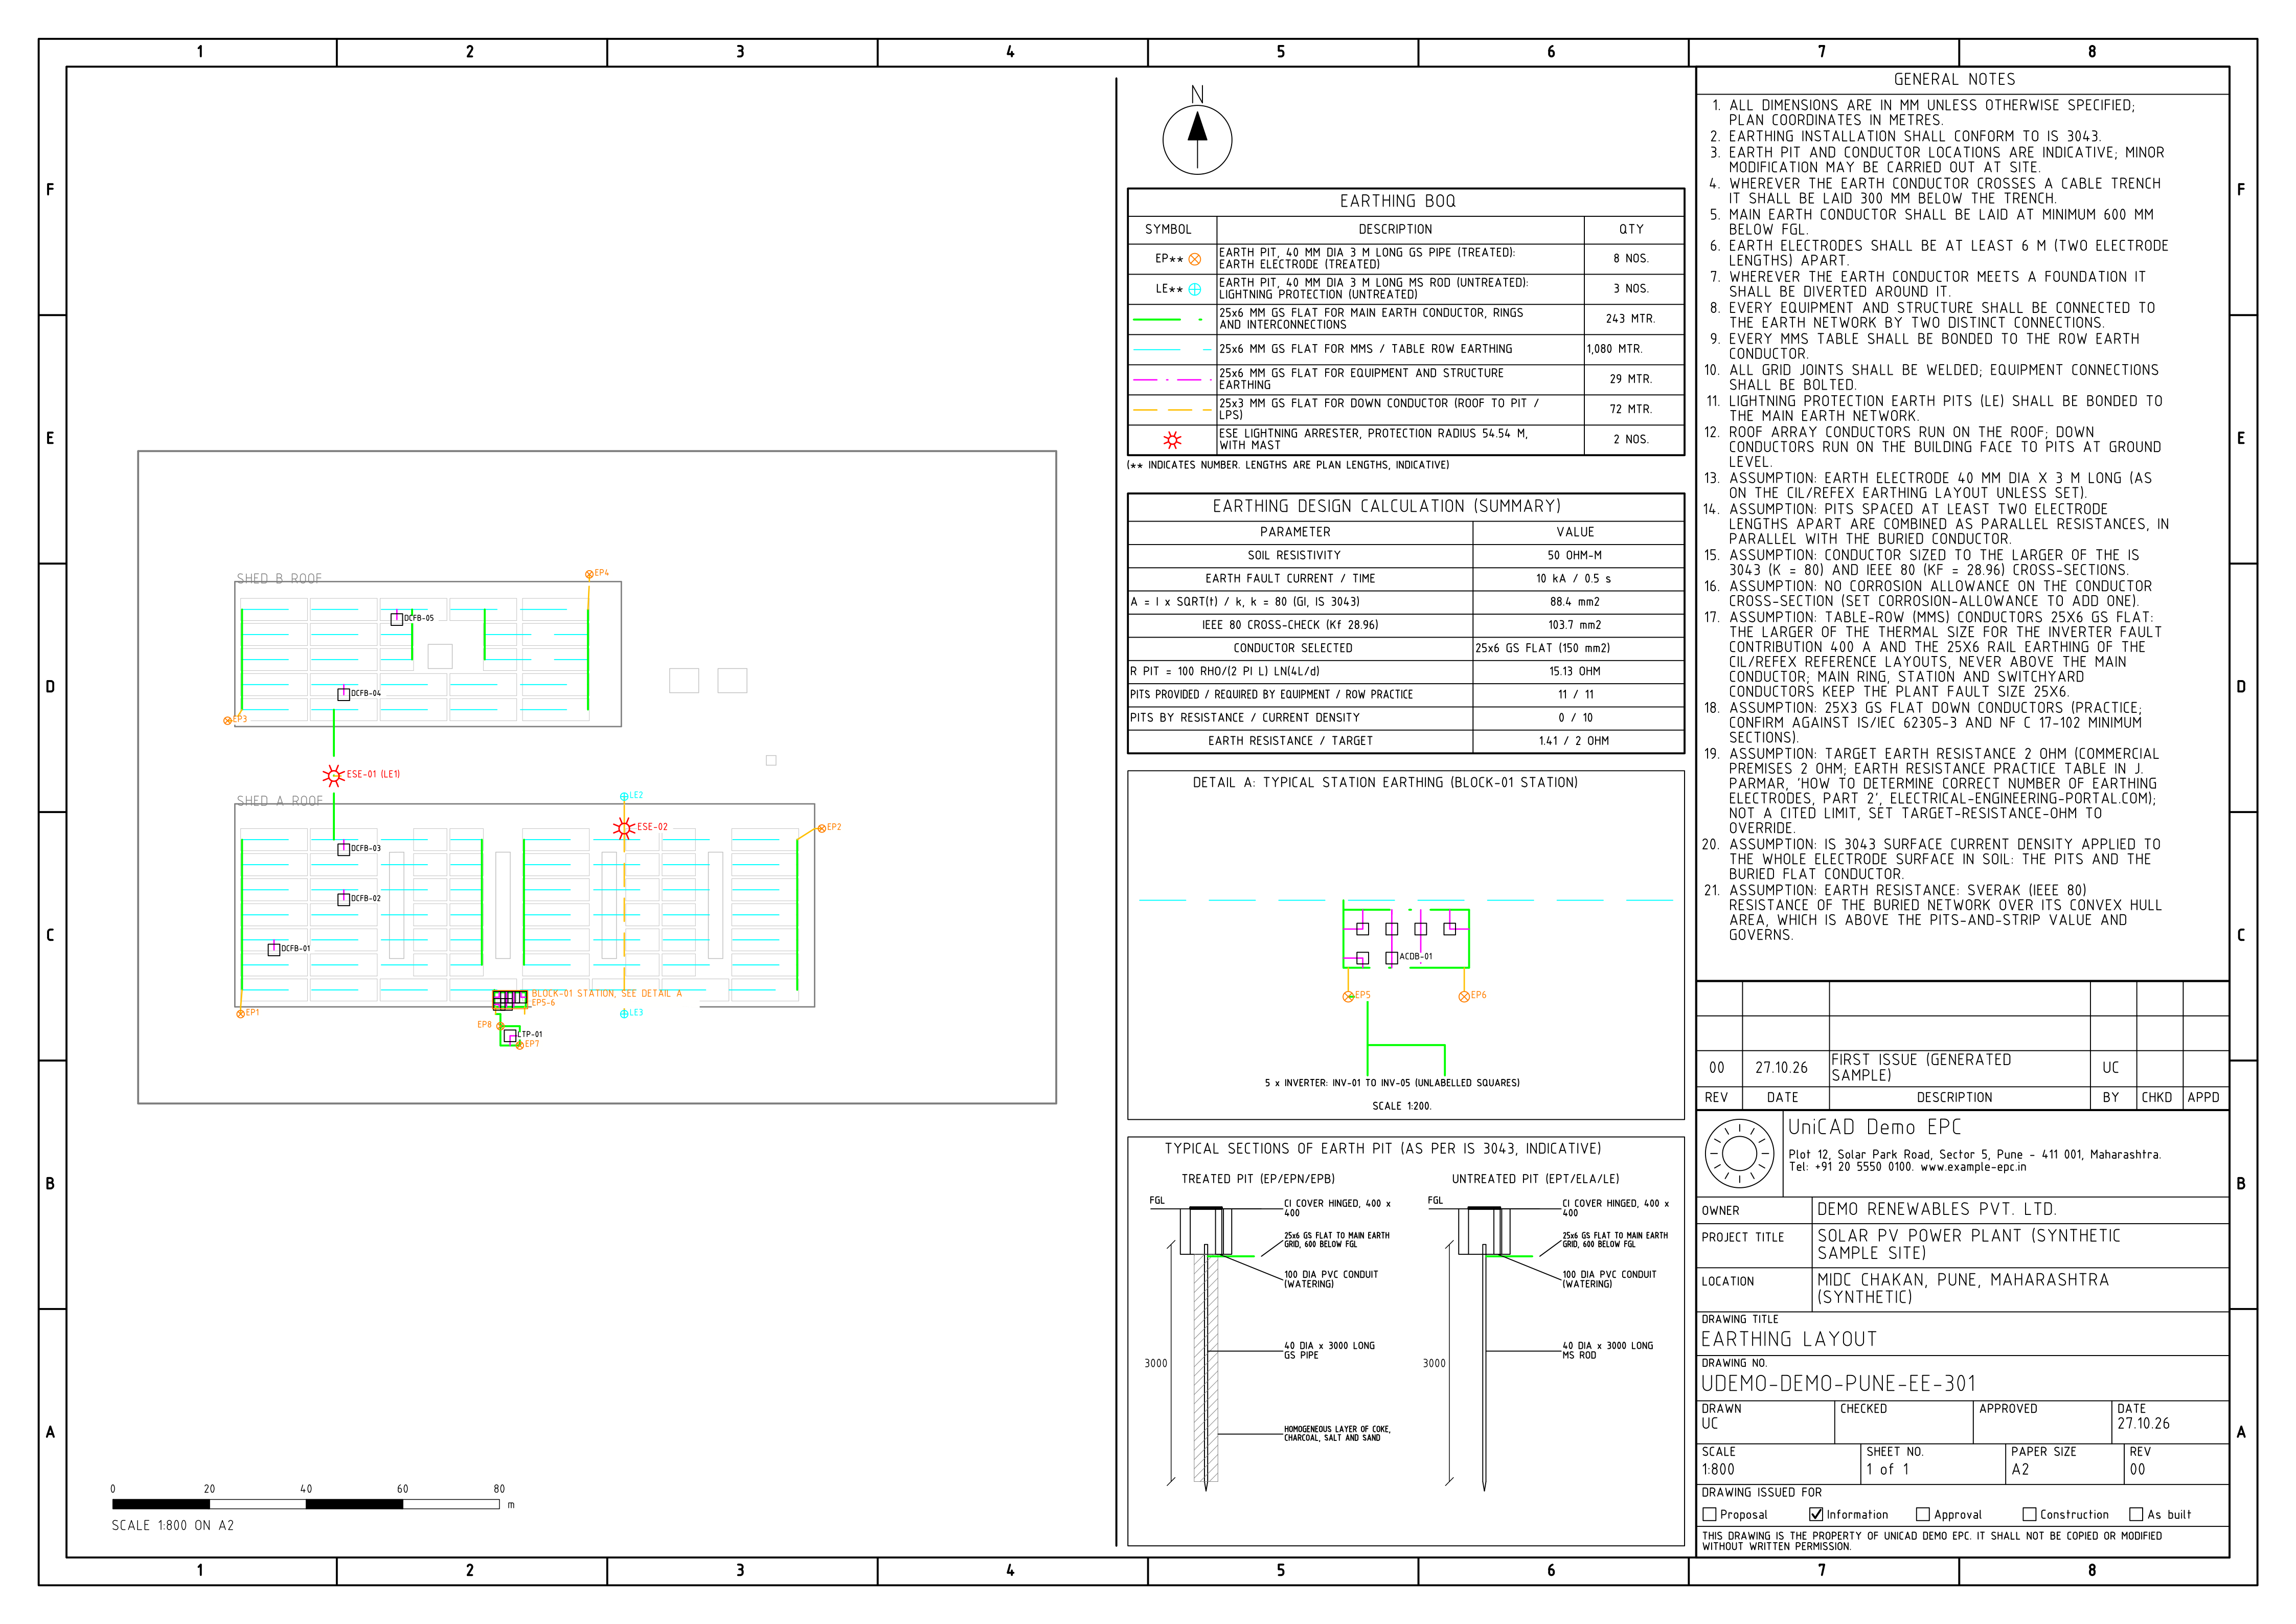 1 2 3 4 5 6 7 8
F
E
D
C
B
A
SHED B ROOF
EP4
DCFB-05
DCFB-04
EP3
ESE-01 (LE1)
SHED A ROOF
LE2
ESE-02
EP2
DCFB-03
DCFB-02
DCFB-01
BLOCK-01 STATION, SEE DETAIL A
EP5-6
EP1
LE3
EP8
LTP-01
EP7
0 20 40 60 80
m
SCALE 1:800 ON A2
N
EARTHING BOQ
SYMBOL DESCRIPTION QTY
EP** EARTH PIT, 40 MM DIA 3 M LONG GS PIPE (TREATED):
EARTH ELECTRODE (TREATED)
8 NOS.
LE** EARTH PIT, 40 MM DIA 3 M LONG MS ROD (UNTREATED):
LIGHTNING PROTECTION (UNTREATED)
3 NOS.
25x6 MM GS FLAT FOR MAIN EARTH CONDUCTOR, RINGS
AND INTERCONNECTIONS
243 MTR.
25x6 MM GS FLAT FOR MMS / TABLE ROW EARTHING 1,080 MTR.
25x6 MM GS FLAT FOR EQUIPMENT AND STRUCTURE
EARTHING
29 MTR.
25x3 MM GS FLAT FOR DOWN CONDUCTOR (ROOF TO PIT /
LPS)
72 MTR.
ESE LIGHTNING ARRESTER, PROTECTION RADIUS 54.54 M,
WITH MAST
2 NOS.
(** INDICATES NUMBER. LENGTHS ARE PLAN LENGTHS, INDICATIVE)
EARTHING DESIGN CALCULATION (SUMMARY)
PARAMETER VALUE
SOIL RESISTIVITY 50 OHM-M
EARTH FAULT CURRENT / TIME 10 kA / 0.5 s
A = I x SQRT(t) / k, k = 80 (GI, IS 3043) 88.4 mm2
IEEE 80 CROSS-CHECK (Kf 28.96) 103.7 mm2
CONDUCTOR SELECTED 25x6 GS FLAT (150 mm2)
R PIT = 100 RHO/(2 PI L) LN(4L/d) 15.13 OHM
PITS PROVIDED / REQUIRED BY EQUIPMENT / ROW PRACTICE 11 / 11
PITS BY RESISTANCE / CURRENT DENSITY 0 / 10
EARTH RESISTANCE / TARGET 1.41 / 2 OHM
DETAIL A: TYPICAL STATION EARTHING (BLOCK-01 STATION)
ACDB-01
EP5 EP6
5 x INVERTER: INV-01 TO INV-05 (UNLABELLED SQUARES)
SCALE 1:200.
TYPICAL SECTIONS OF EARTH PIT (AS PER IS 3043, INDICATIVE)
TREATED PIT (EP/EPN/EPB)
FGL
CI COVER HINGED, 400 x
400
25x6 GS FLAT TO MAIN EARTH
GRID, 600 BELOW FGL
100 DIA PVC CONDUIT
(WATERING)
40 DIA x 3000 LONG
GS PIPE
3000
HOMOGENEOUS LAYER OF COKE,
CHARCOAL, SALT AND SAND
UNTREATED PIT (EPT/ELA/LE)
FGL
CI COVER HINGED, 400 x
400
25x6 GS FLAT TO MAIN EARTH
GRID, 600 BELOW FGL
100 DIA PVC CONDUIT
(WATERING)
40 DIA x 3000 LONG
MS ROD
3000
GENERAL NOTES
1. ALL DIMENSIONS ARE IN MM UNLESS OTHERWISE SPECIFIED;
PLAN COORDINATES IN METRES.
2. EARTHING INSTALLATION SHALL CONFORM TO IS 3043.
3. EARTH PIT AND CONDUCTOR LOCATIONS ARE INDICATIVE; MINOR
MODIFICATION MAY BE CARRIED OUT AT SITE.
4. WHEREVER THE EARTH CONDUCTOR CROSSES A CABLE TRENCH
IT SHALL BE LAID 300 MM BELOW THE TRENCH.
5. MAIN EARTH CONDUCTOR SHALL BE LAID AT MINIMUM 600 MM
BELOW FGL.
6. EARTH ELECTRODES SHALL BE AT LEAST 6 M (TWO ELECTRODE
LENGTHS) APART.
7. WHEREVER THE EARTH CONDUCTOR MEETS A FOUNDATION IT
SHALL BE DIVERTED AROUND IT.
8. EVERY EQUIPMENT AND STRUCTURE SHALL BE CONNECTED TO
THE EARTH NETWORK BY TWO DISTINCT CONNECTIONS.
9. EVERY MMS TABLE SHALL BE BONDED TO THE ROW EARTH
CONDUCTOR.
10. ALL GRID JOINTS SHALL BE WELDED; EQUIPMENT CONNECTIONS
SHALL BE BOLTED.
11. LIGHTNING PROTECTION EARTH PITS (LE) SHALL BE BONDED TO
THE MAIN EARTH NETWORK.
12. ROOF ARRAY CONDUCTORS RUN ON THE ROOF; DOWN
CONDUCTORS RUN ON THE BUILDING FACE TO PITS AT GROUND
LEVEL.
13. ASSUMPTION: EARTH ELECTRODE 40 MM DIA X 3 M LONG (AS
ON THE CIL/REFEX EARTHING LAYOUT UNLESS SET).
14. ASSUMPTION: PITS SPACED AT LEAST TWO ELECTRODE
LENGTHS APART ARE COMBINED AS PARALLEL RESISTANCES, IN
PARALLEL WITH THE BURIED CONDUCTOR.
15. ASSUMPTION: CONDUCTOR SIZED TO THE LARGER OF THE IS
3043 (K = 80) AND IEEE 80 (KF = 28.96) CROSS-SECTIONS.
16. ASSUMPTION: NO CORROSION ALLOWANCE ON THE CONDUCTOR
CROSS-SECTION (SET CORROSION-ALLOWANCE TO ADD ONE).
17. ASSUMPTION: TABLE-ROW (MMS) CONDUCTORS 25X6 GS FLAT:
THE LARGER OF THE THERMAL SIZE FOR THE INVERTER FAULT
CONTRIBUTION 400 A AND THE 25X6 RAIL EARTHING OF THE
CIL/REFEX REFERENCE LAYOUTS, NEVER ABOVE THE MAIN
CONDUCTOR; MAIN RING, STATION AND SWITCHYARD
CONDUCTORS KEEP THE PLANT FAULT SIZE 25X6.
18. ASSUMPTION: 25X3 GS FLAT DOWN CONDUCTORS (PRACTICE;
CONFIRM AGAINST IS/IEC 62305-3 AND NF C 17-102 MINIMUM
SECTIONS).
19. ASSUMPTION: TARGET EARTH RESISTANCE 2 OHM (COMMERCIAL
PREMISES 2 OHM; EARTH RESISTANCE PRACTICE TABLE IN J.
PARMAR, 'HOW TO DETERMINE CORRECT NUMBER OF EARTHING
ELECTRODES, PART 2', ELECTRICAL-ENGINEERING-PORTAL.COM);
NOT A CITED LIMIT, SET TARGET-RESISTANCE-OHM TO
OVERRIDE.
20. ASSUMPTION: IS 3043 SURFACE CURRENT DENSITY APPLIED TO
THE WHOLE ELECTRODE SURFACE IN SOIL: THE PITS AND THE
BURIED FLAT CONDUCTOR.
21. ASSUMPTION: EARTH RESISTANCE: SVERAK (IEEE 80)
RESISTANCE OF THE BURIED NETWORK OVER ITS CONVEX HULL
AREA, WHICH IS ABOVE THE PITS-AND-STRIP VALUE AND
GOVERNS.
00 27.10.26 FIRST ISSUE (GENERATED
SAMPLE)
UC
REV DATE DESCRIPTION BY CHKD APPD
UniCAD Demo EPC
Plot 12, Solar Park Road, Sector 5, Pune - 411 001, Maharashtra.
Tel: +91 20 5550 0100. www.example-epc.in
OWNER DEMO RENEWABLES PVT. LTD.
PROJECT TITLE SOLAR PV POWER PLANT (SYNTHETIC
SAMPLE SITE)
LOCATION MIDC CHAKAN, PUNE, MAHARASHTRA
(SYNTHETIC)
DRAWING TITLE
EARTHING LAYOUT
DRAWING NO.
UDEMO-DEMO-PUNE-EE-301
DRAWN CHECKED APPROVED DATE
UC 27.10.26
SCALE SHEET NO. PAPER SIZE REV
1:800 1 of 1 A2 00
DRAWING ISSUED FOR
Proposal Information Approval Construction As built
THIS DRAWING IS THE PROPERTY OF UNICAD DEMO EPC. IT SHALL NOT BE COPIED OR MODIFIED
WITHOUT WRITTEN PERMISSION.
F
E
D
C
B
A
1 2 3 4 5 6 7 8